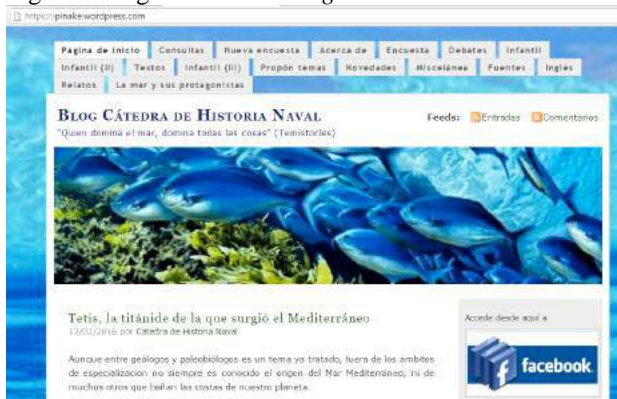 https://pinake.wordpress.com
Página de inicio Consultas Nueva encuesta Acerca de Encuesta Debates Infantil
Infantil (II) Textos Infantil (III) Propón temas Novedades Miscelánea Fuentes Ingles
Relatos La mar y sus protagonistas
BLOG CÁTEDRA DE HISTORIA NAVAL
Feeds: Entradas Comentarios
"Quien domina el mar, domina todas las cosas" (Temistocles)
Tetis, la titánide de la que surgió el Mediterráneo
12/02/2016 por Cátedra de Historia Naval
Accede desde aquí a
Aunque entre geólogos y paleobiólogos es un tema ya tratado, fuera de los ambitos
de especialización no siempre es conocido el origen del Mar Mediterráneo, ni de
muchos otros que bañan las costas de nuestro planeta.
facebook